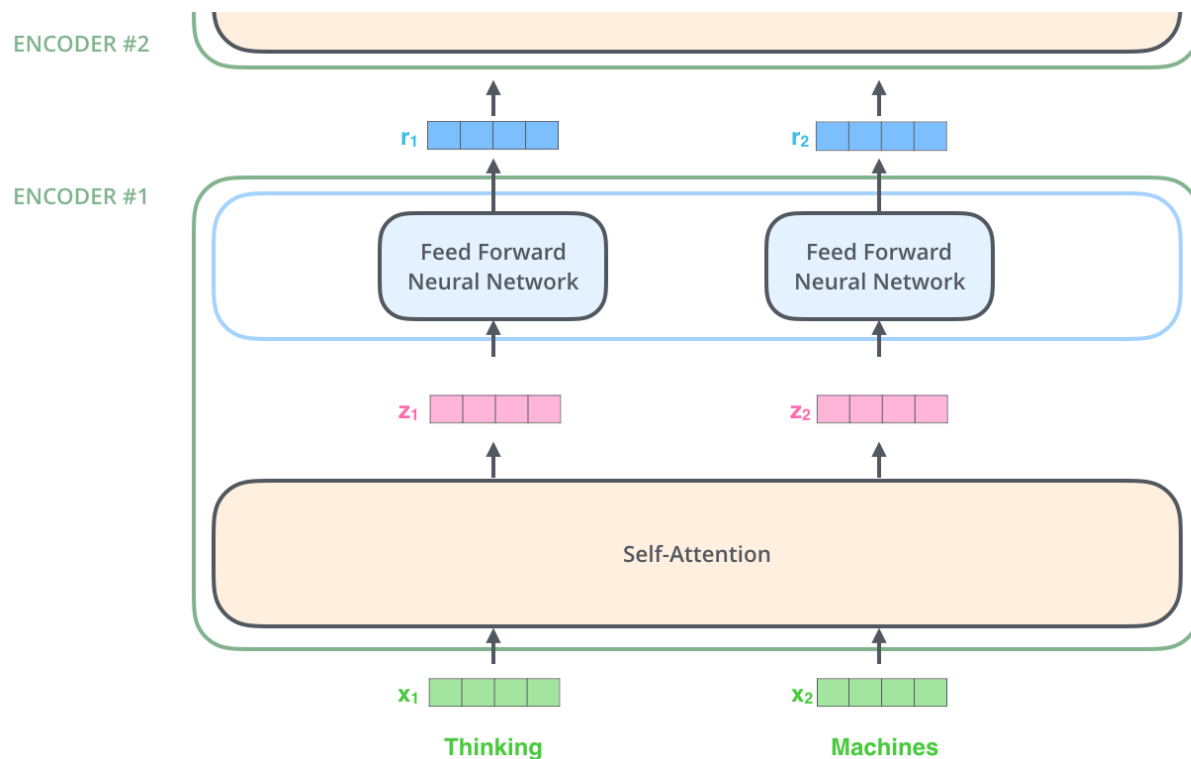 ENCODER #2
r1 r2
ENCODER #1
Feed Forward Feed Forward
Neural Network Neural Network
z1 z2
Self-Attention
x1 x2
Thinking Machines